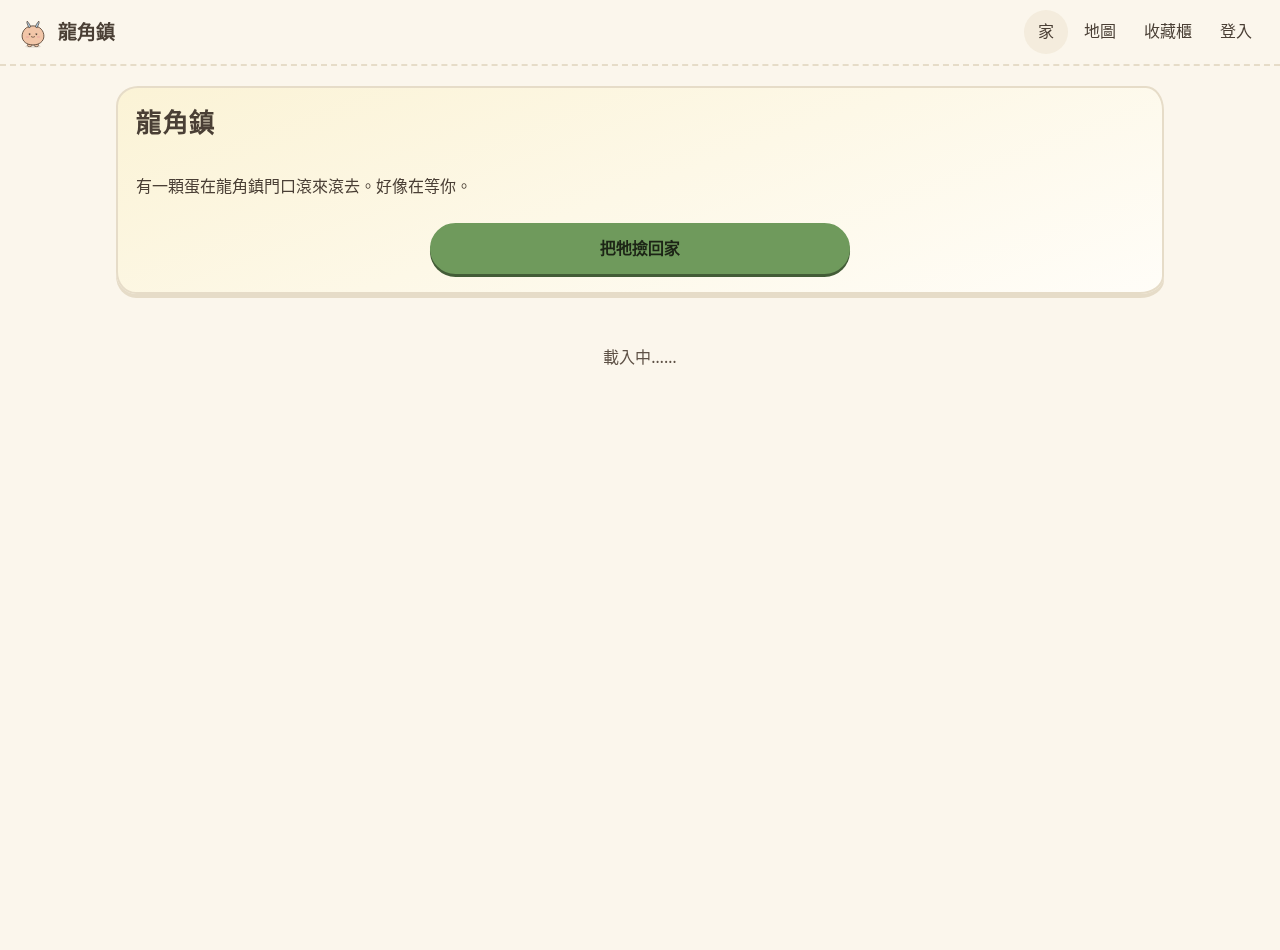 龍角鎮
家
地圖
收藏櫃
登入
龍角鎮
有一顆蛋在龍角鎮門口滾來滾去。好像在等你。
把牠撿回家
載入中……